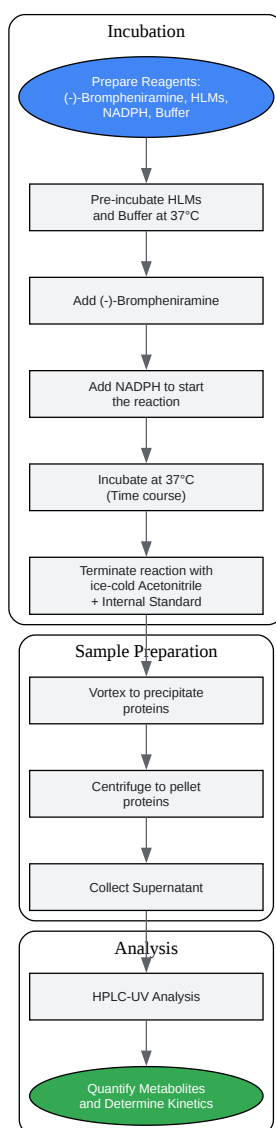 Incubation
Prepare Reagents:
(-)-Brompheniramine, HLMs,
NADPH, Buffer
Pre-incubate HLMs
and Buffer at 37°C
Add (-)-Brompheniramine
Add NADPH to start
the reaction
Incubate at 37°C
(Time course)
Terminate reaction with
ice-cold Acetonitrile
+ Internal Standard
Sample Preparation
Vortex to precipitate
proteins
Centrifuge to pellet
proteins
Collect Supernatant
Analysis
HPLC-UV Analysis
Quantify Metabolites
and Determine Kinetics